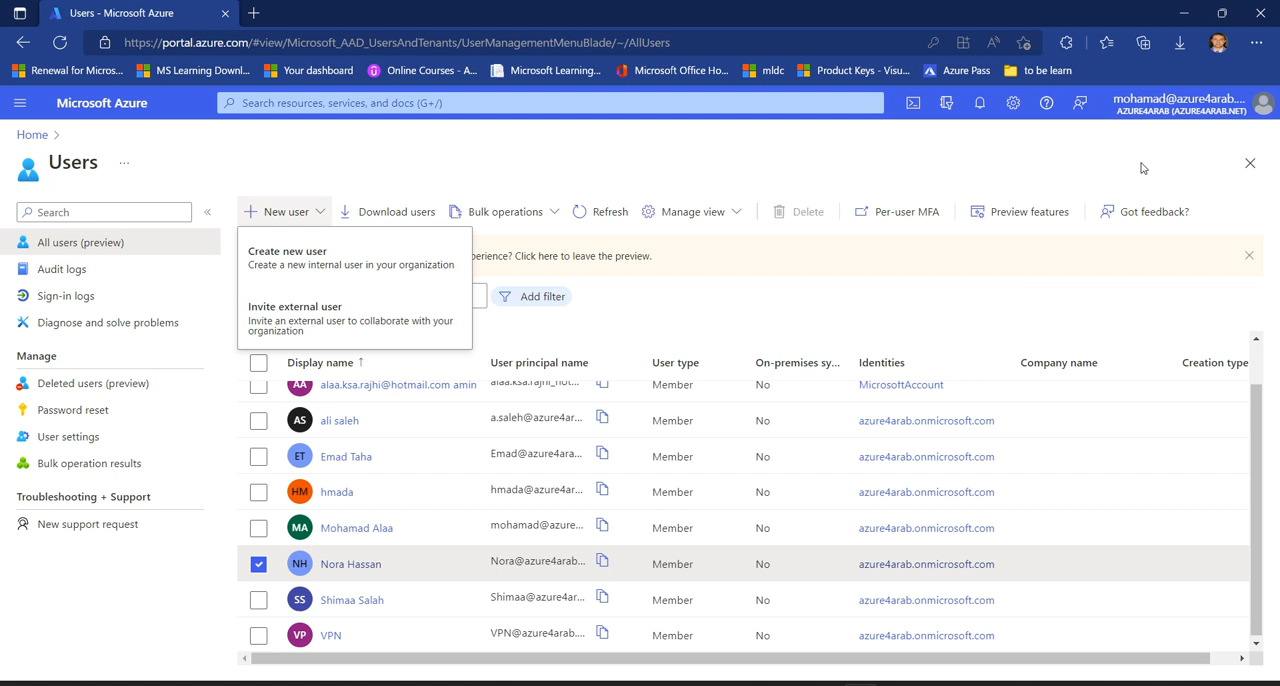 Users - Microsoft Azure
https://portal.azure.com/#view/Microsoft_AAD_UsersAndTenants/UserManagementMenuBlade/~/AllUsers
Renewal for Micros... MS Learning Downl... Your dashboard Online Courses - A... Microsoft Learning... Microsoft Office Ho... mldc Product Keys - Visu... Azure Pass to be learn
Microsoft Azure Search resources, services, and docs (G+/) mohamad@azure4arab....
AZURE4ARAB (AZURE4ARAB.NET)
Home >
Users ...
Search «
New user Download users Bulk operations Refresh Manage view Delete Per-user MFA Preview features Got feedback?
All users (preview)
Audit logs
Sign-in logs
Diagnose and solve problems
Manage
Deleted users (preview)
Password reset
User settings
Bulk operation results
Troubleshooting + Support
New support request
Create new user
Create a new internal user in your organization
Invite external user
Invite an external user to collaborate with your
organization
perience? Click here to leave the preview.
Add filter
Display name ↑ User principal name User type On-premises sy... Identities Company name Creation type
AA alaa.ksa.rajhi@hotmail.com amin alaa.ksa.rajhi_hot... Member No MicrosoftAccount
AS ali saleh a.saleh@azure4ar... Member No azure4arab.onmicrosoft.com
ET Emad Taha Emad@azure4ara... Member No azure4arab.onmicrosoft.com
HM hmada hmada@azure4ar... Member No azure4arab.onmicrosoft.com
MA Mohamad Alaa mohamad@azure... Member No azure4arab.onmicrosoft.com
NH Nora Hassan Nora@azure4arab... Member No azure4arab.onmicrosoft.com
SS Shimaa Salah Shimaa@azure4ar... Member No azure4arab.onmicrosoft.com
VP VPN VPN@azure4arab.... Member No azure4arab.onmicrosoft.com